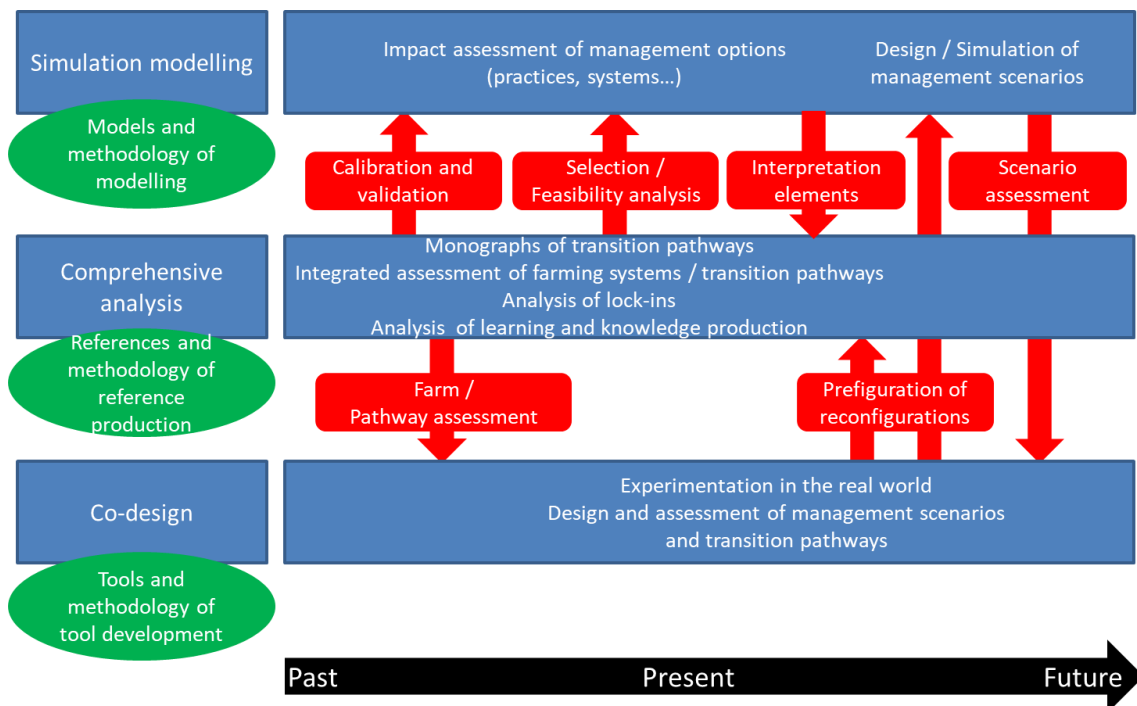 Simulation modelling
Impact assessment of management options
(practices, systems…)
Design / Simulation of
management scenarios
Models and
methodology of
modelling
Calibration and
validation
Selection /
Feasibility analysis
Interpretation
elements
Scenario
assessment
Comprehensive
analysis
Monographs of transition pathways
Integrated assessment of farming systems / transition pathways
Analysis of lock-ins
Analysis of learning and knowledge production
References and
methodology of
reference
production
Farm /
Pathway assessment
Prefiguration of
reconfigurations
Co-design
Experimentation in the real world
Design and assessment of management scenarios
and transition pathways
Tools and
methodology of
tool development
Past
Present
Future